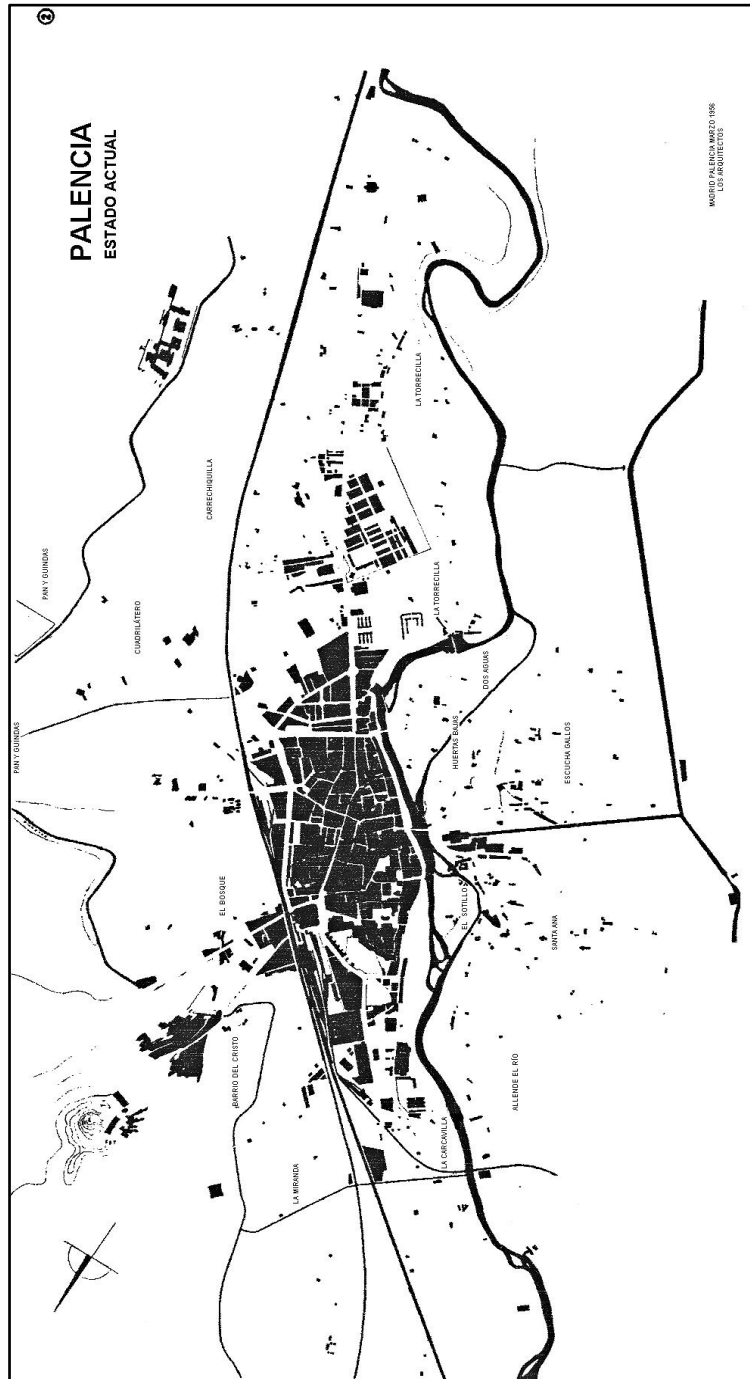 ②
PALENCIA
ESTADO ACTUAL
MADRID PALENCIA MARZO 1956
LOS ARQUITECTOS
PAN Y GUINDAS
PAN Y GUINDAS
CUADRILÁTERO
CARRECHIQUILLA
LA TORRECILLA
LA TORRECILLA
DOS AGUAS
HUERTAS BAJAS
ESCUCHA GALLOS
EL BOSQUE
EL SOTILLOS
SANTA ANA
BARRIO DEL CRISTO
ALLENDE EL RÍO
LA CARCAVILLA
LA MIRANDA